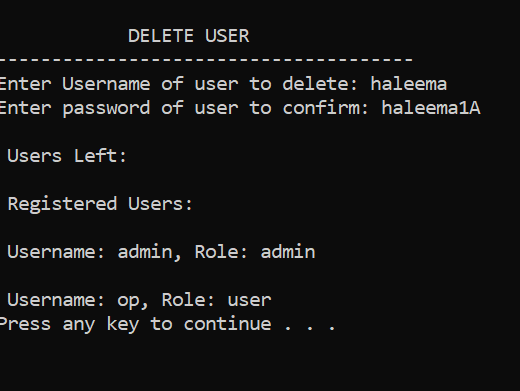 DELETE USER
--------------------------------------
Enter Username of user to delete: haleema
Enter password of user to confirm: haleema1A
Users Left:
Registered Users:
Username: admin, Role: admin
Username: op, Role: user
Press any key to continue . . .